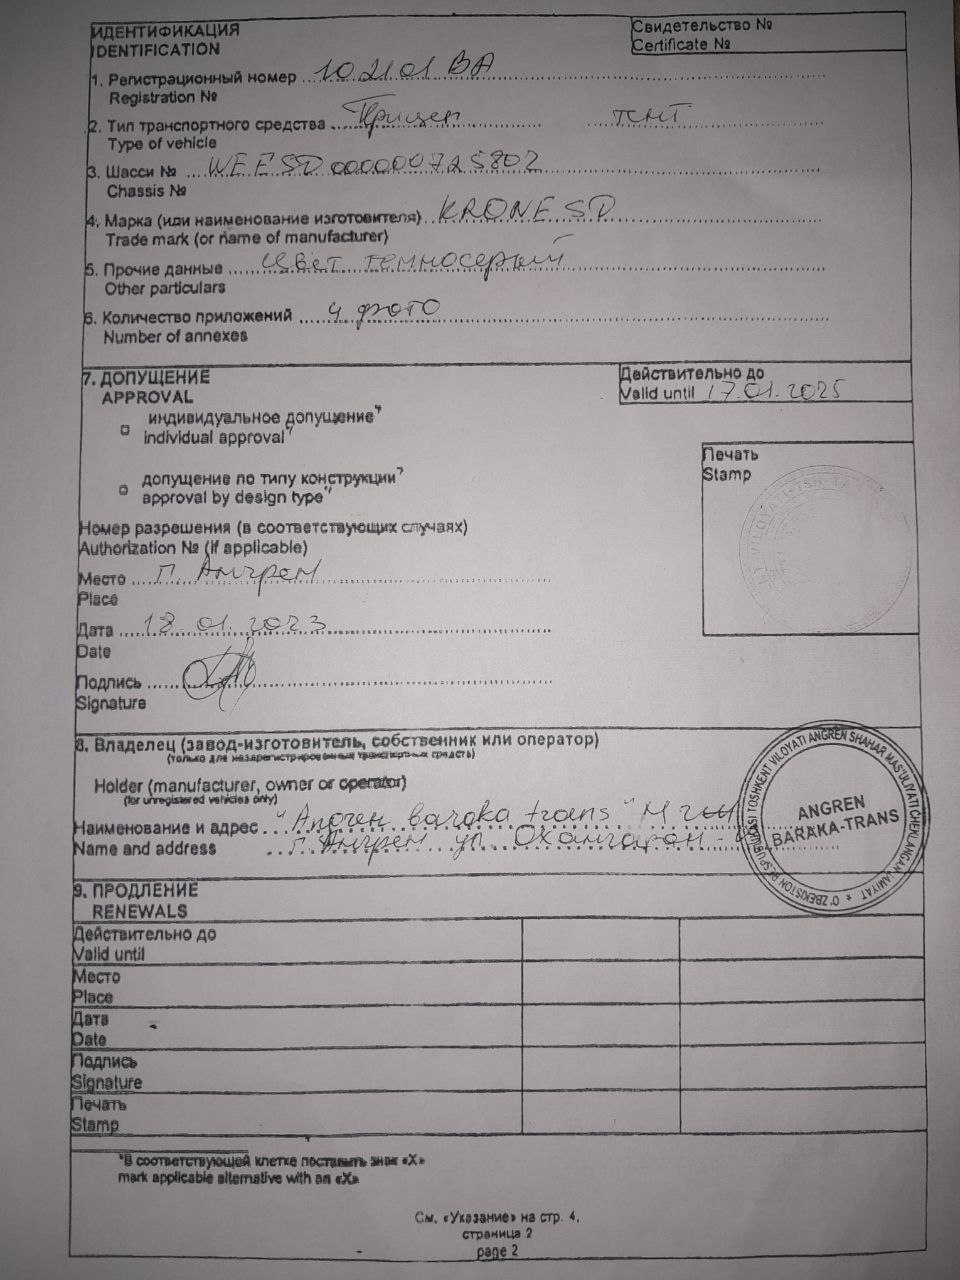 ИДЕНТИФИКАЦИЯ
IDENTIFICATION
Свидетельство №
Certificate №
1. Регистрационный номер 102101 BA
Registration №
2. Тип транспортного средства Прицеп тент
Type of vehicle
3. Шасси № WEESD000000725802
Chassis №
4. Марка (или наименование изготовителя) KRONE SD
Trade mark (or name of manufacturer)
5. Прочие данные Цвет темносерый
Other particulars
6. Количество приложений 4 фото
Number of annexes
7. ДОПУЩЕНИЕ
APPROVAL
Действительно до
Valid until 17.01.2025
индивидуальное допущение*
individual approval*
допущение по типу конструкции*
approval by design type*
Печать
Stamp
Номер разрешения (в соответствующих случаях)
Authorization № (if applicable)
Место г. Ангрен
Place
Дата 18.01.2023
Date
Подпись
Signature
8. Владелец (завод-изготовитель, собственник или оператор)
(только для незарегистрированных транспортных средств)
Holder (manufacturer, owner or operator)
(for unregistered vehicles only)
Наименование и адрес "Ангрен baraka trans"
Name and address г. Ангрен ул. Охангаран
O'ZBEKISTON RESPUBLIKASI TOSHKENT VILOYATI ANGREN SHAHAR MAS'ULIYATI CHEKLANGAN JAMIYAT *
ANGREN
BARAKA-TRANS
9. ПРОДЛЕНИЕ
RENEWALS
Действительно до
Valid until
Место
Place
Дата
Date
Подпись
Signature
Печать
Stamp
*В соответствующей клетке поставить знак «X»
mark applicable alternative with an «X»
См. «Указание» на стр. 4,
страница 2
page 2